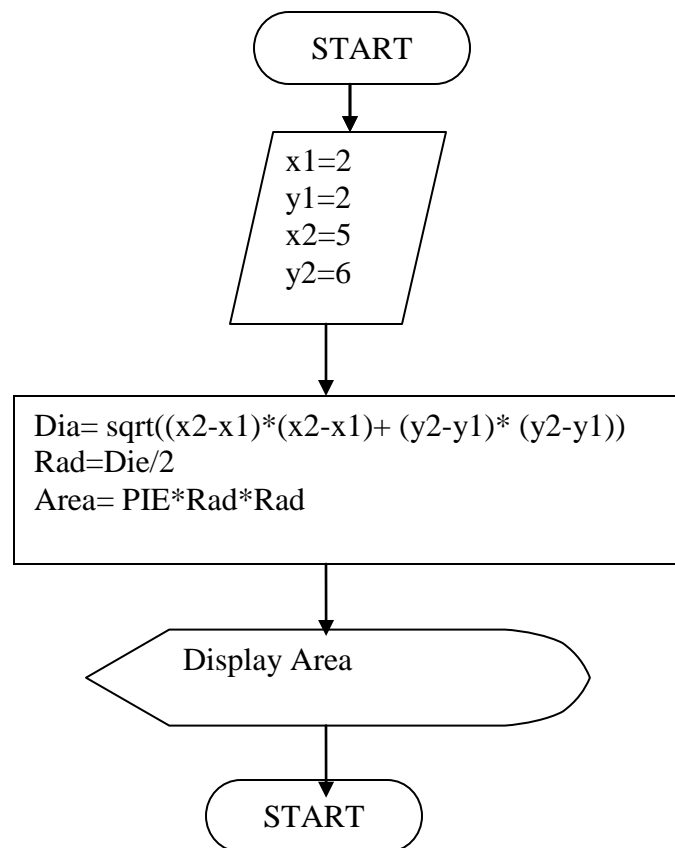 START
x1=2
y1=2
x2=5
y2=6
Dia= sqrt((x2-x1)*(x2-x1)+ (y2-y1)* (y2-y1))
Rad=Die/2
Area= PIE*Rad*Rad
Display Area
START